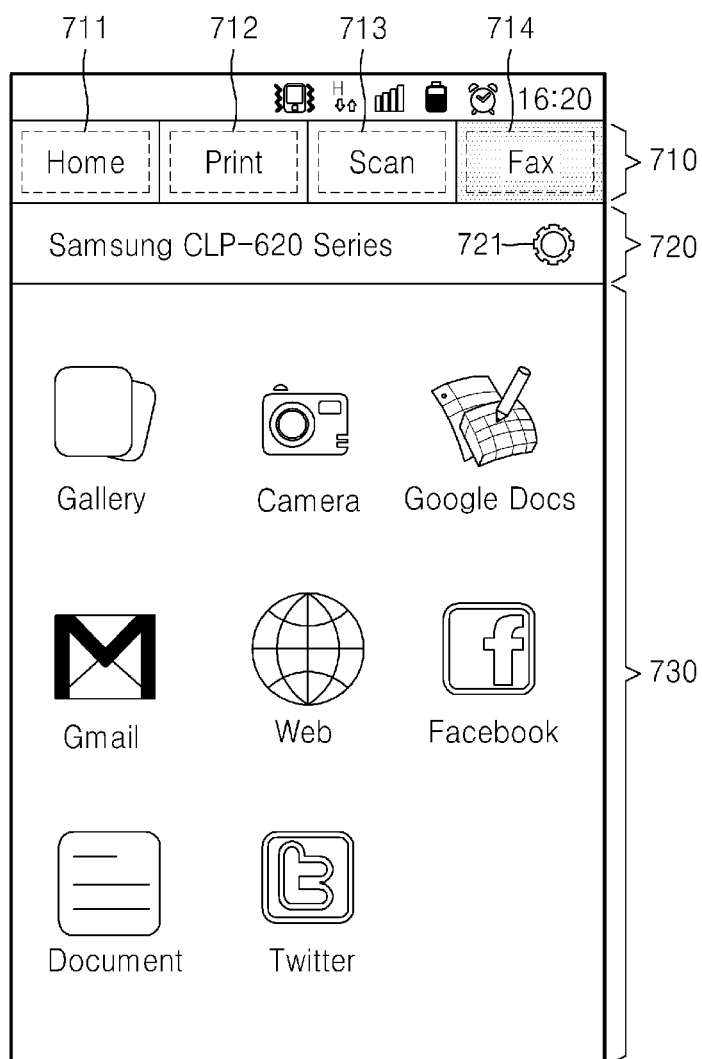 711 712 713 714
H 16:20
Home Print Scan Fax 710
Samsung CLP-620 Series 721 720
Gallery Camera Google Docs
f
Gmail Web Facebook
730
t
Document Twitter